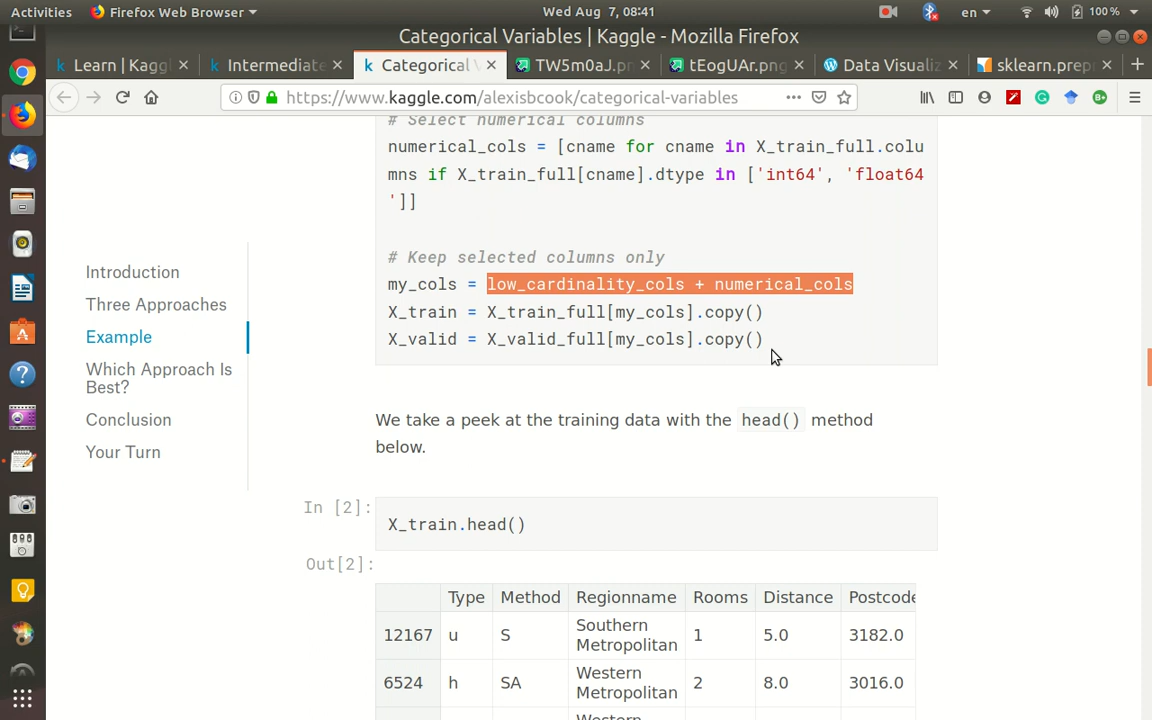 Activities Firefox Web Browser Wed Aug 7, 08:41 en 100 %
Categorical Variables | Kaggle - Mozilla Firefox
Learn | Kaggl Intermediate Categorical V TW5m0aJ.pn tEogUAr.png Data Visualiz sklearn.prep
https://www.kaggle.com/alexisbcook/categorical-variables
# Select numerical columns
numerical_cols = [cname for cname in X_train_full.colu
mns if X_train_full[cname].dtype in ['int64', 'float64
']]
# Keep selected columns only
my_cols = low_cardinality_cols + numerical_cols
X_train = X_train_full[my_cols].copy()
X_valid = X_valid_full[my_cols].copy()
Introduction
Three Approaches
Example
Which Approach Is
Best?
Conclusion
Your Turn
We take a peek at the training data with the head() method
below.
In [2]:
X_train.head()
Out[2]:
Type Method Regionname Rooms Distance Postcode
12167 u S Southern Metropolitan 1 5.0 3182.0
6524 h SA Western Metropolitan 2 8.0 3016.0
Western